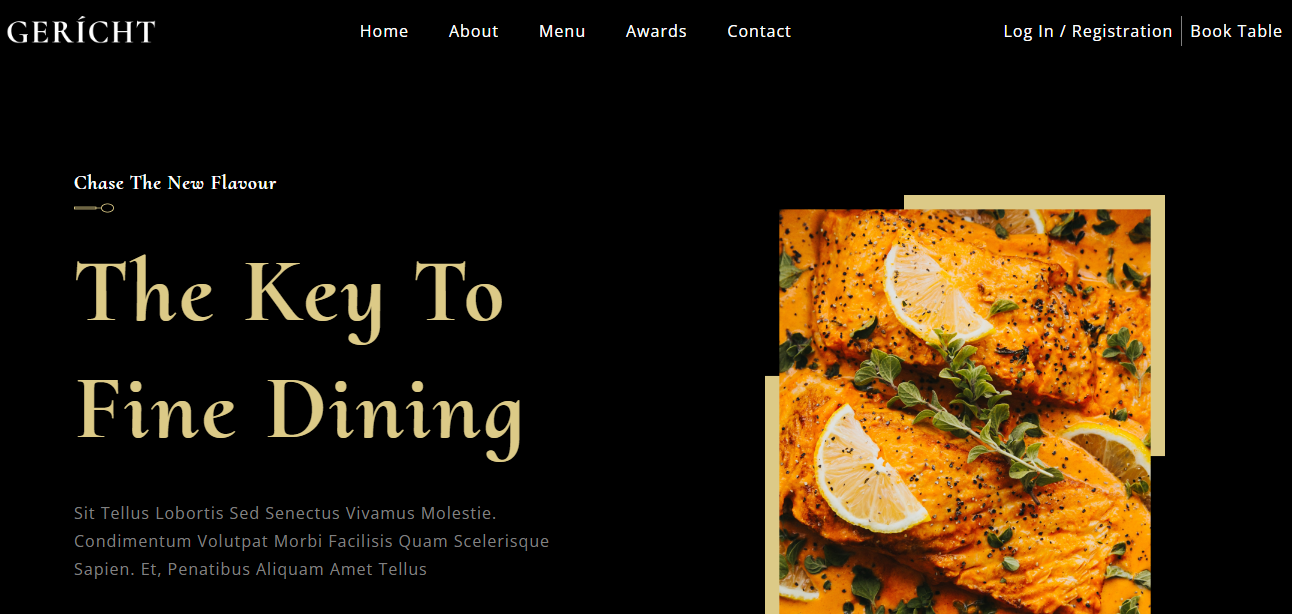 GERÍCHT
Home About Menu Awards Contact
Log In / Registration Book Table
Chase The New Flavour
The Key To
Fine Dining
Sit Tellus Lobortis Sed Senectus Vivamus Molestie.
Condimentum Volutpat Morbi Facilisis Quam Scelerisque
Sapien. Et, Penatibus Aliquam Amet Tellus